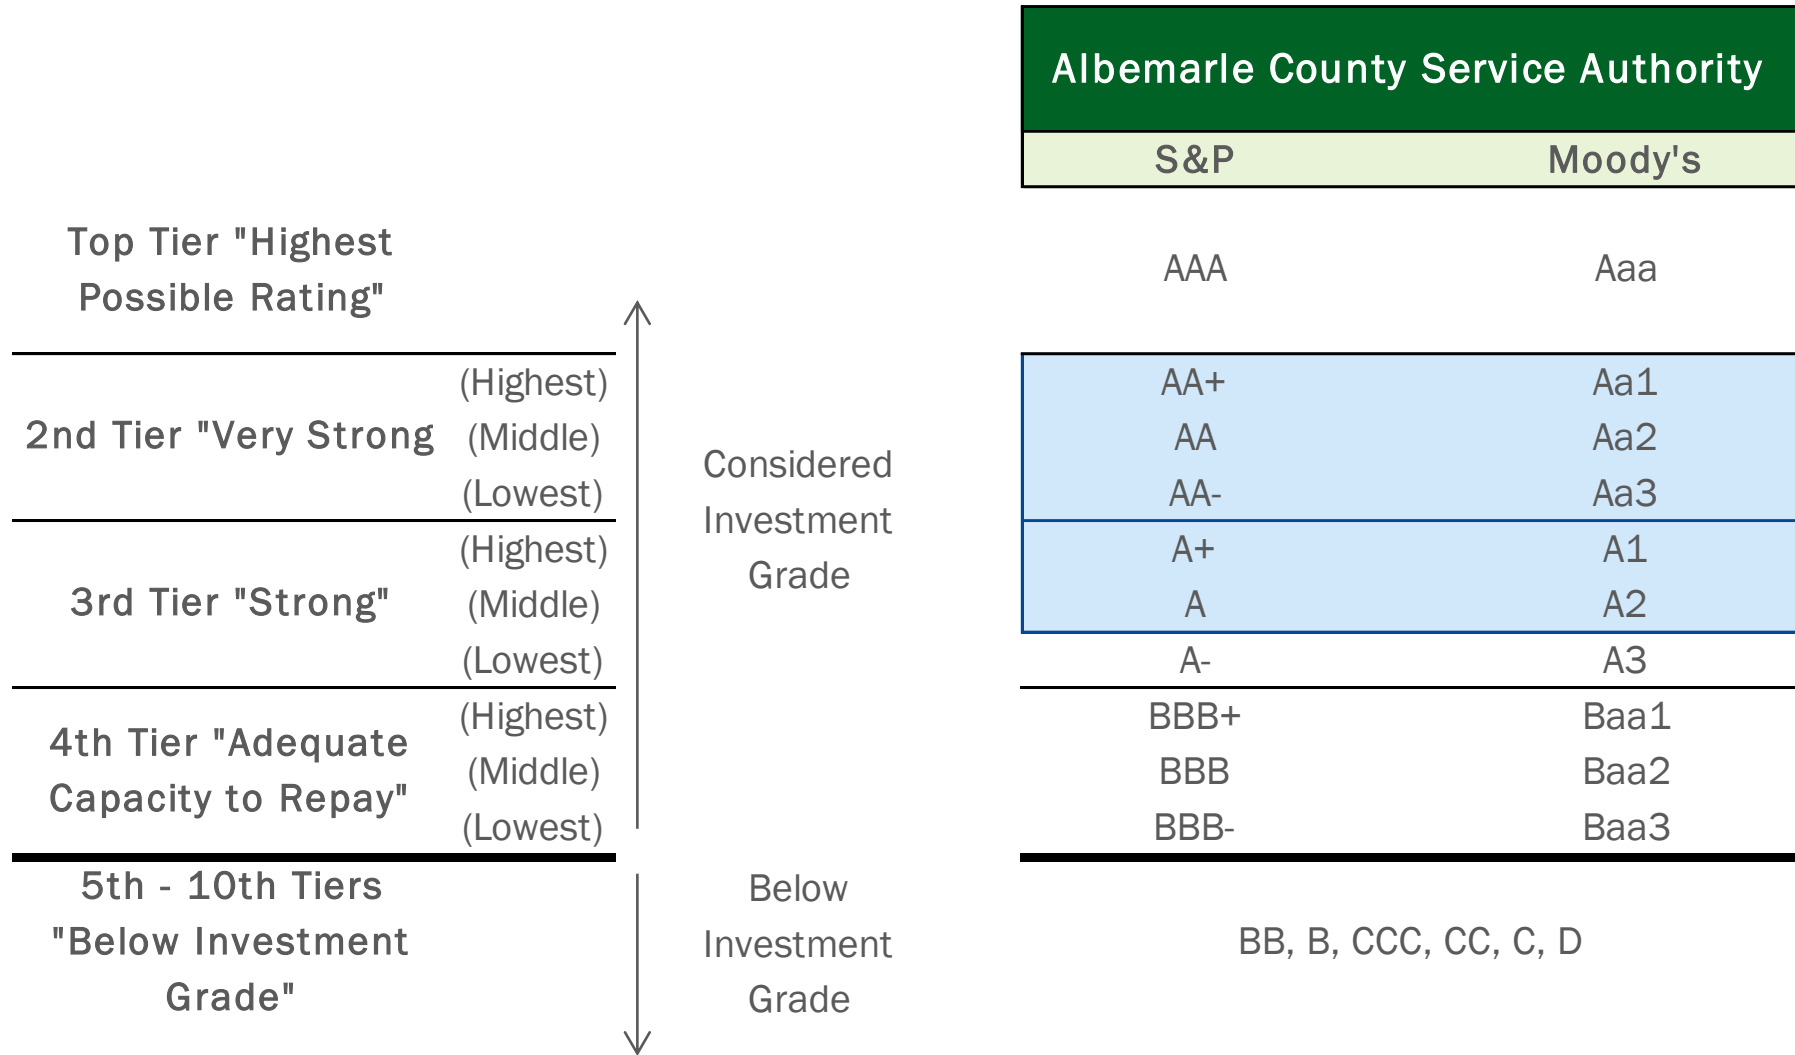 Albemarle County Service Authority
S&P Moody's
Top Tier "Highest
Possible Rating"
AAA Aaa
2nd Tier "Very Strong
(Highest) AA+ Aa1
(Middle) AA Aa2
(Lowest) AA- Aa3
3rd Tier "Strong"
(Highest) A+ A1
(Middle) A A2
(Lowest) A- A3
4th Tier "Adequate
Capacity to Repay"
(Highest) BBB+ Baa1
(Middle) BBB Baa2
(Lowest) BBB- Baa3
Considered
Investment
Grade
5th - 10th Tiers
"Below Investment
Grade"
Below
Investment
Grade
BB, B, CCC, CC, C, D